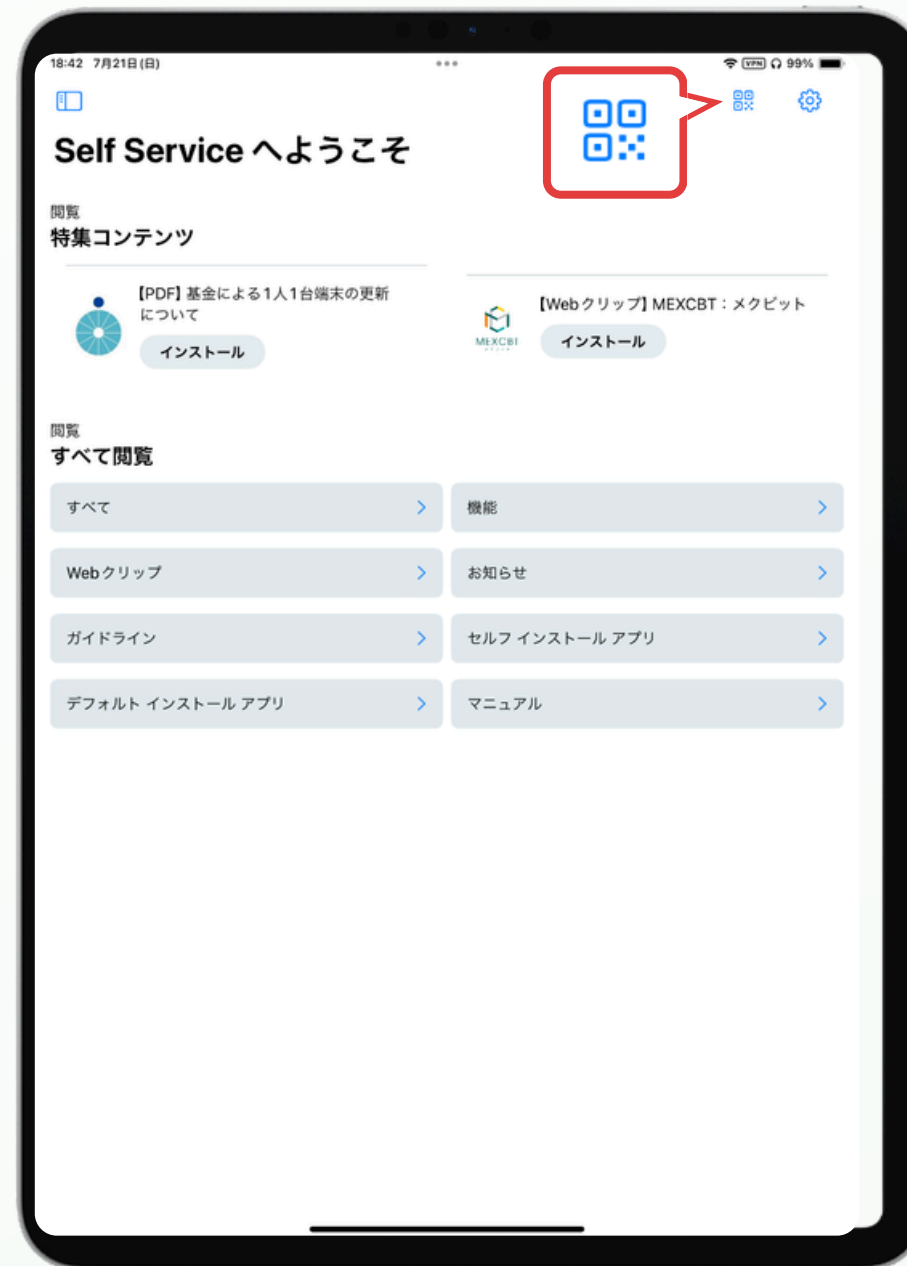 18:42 7月21日(日)
VPN 99%
Self Service へようこそ
閲覧
特集コンテンツ
【PDF】基金による1人1台端末の更新
について
インストール
【Webクリップ】MEXCBT：メクビット
MEXCBT
インストール
閲覧
すべて閲覧
すべて
機能
Webクリップ
お知らせ
ガイドライン
セルフ インストール アプリ
デフォルト インストール アプリ
マニュアル